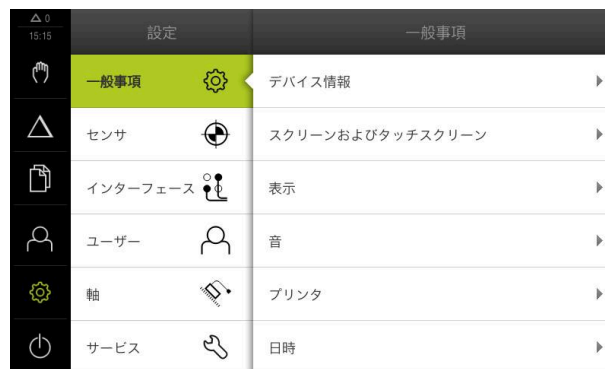 △ 0
15:15
設定
一般事項
一般事項
センサ
インターフェース
ユーザー
軸
サービス
デバイス情報
スクリーンおよびタッチスクリーン
表示
音
プリンタ
日時